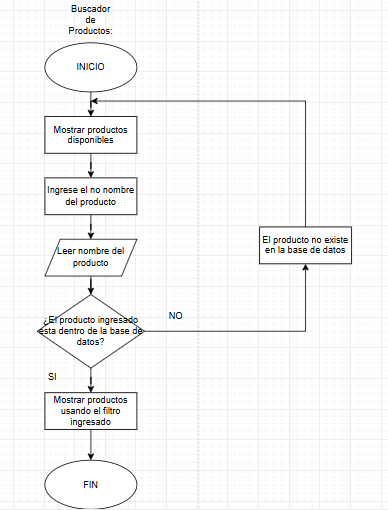 Buscador
de
Productos:
INICIO
Mostrar productos
disponibles
Ingrese el no nombre
del producto
Leer nombre del
producto
El producto no existe
en la base de datos
¿El producto ingresado
esta dentro de la base de
datos?
NO
SI
Mostrar productos
usando el filtro
ingresado
FIN